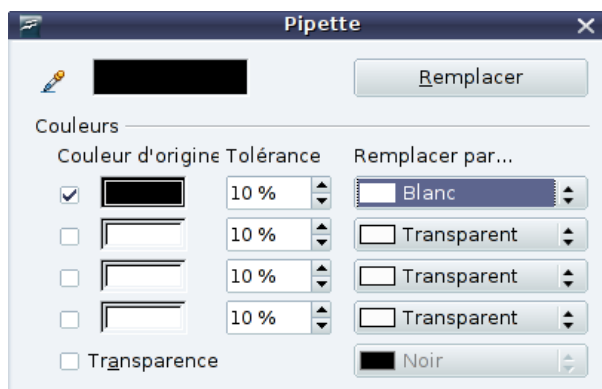 Pipette
Remplacer
Couleurs
Couleur d'origine Tolérance Remplacer par...
10 % Blanc
10 % Transparent
10 % Transparent
10 % Transparent
Transparence Noir